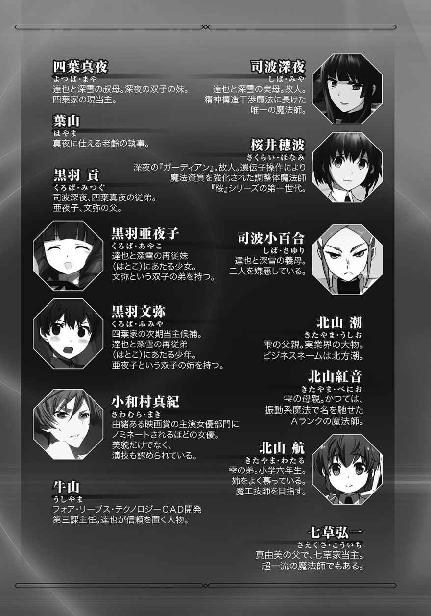 四葉真夜
よつば・まや
達也と深雪の叔母。深夜の双子の妹。
四葉家の現当主。
葉山
はやま
真夜に仕える老齢の執事。
黒羽 貢
くろば・みつぐ
司波深夜、四葉真夜の従弟。
亜夜子、文弥の父。
黒羽亜夜子
くろば・あやこ
達也と深雪の再従妹
(はとこ)にあたる少女。
文弥という双子の弟を持つ。
黒羽文弥
くろば・ふみや
四葉家の次期当主候補。
達也と深雪の再従弟
(はとこ)にあたる少年。
亜夜子という双子の姉を持つ。
小和村真紀
さわむら・まき
由緒ある映画賞の主演女優部門に
ノミネートされるほどの女優。
美貌だけでなく、
演技も認められている。
牛山
うしやま
フォア・リーブス・テクノロジーCAD開発
第三課主任。達也が信頼を置く人物。
司波深夜
しば・みや
達也と深雪の実母。故人。
精神構造干渉魔法に長けた
唯一の魔法師。
桜井穂波
さくらい・ほなみ
深夜の『ガーディアン』。故人。遺伝子操作により
魔法資質を強化された調整体魔法師
『桜』シリーズの第一世代。
司波小百合
しば・さゆり
達也と深雪の義母。
二人を嫌悪している。
北山 潮
きたやま・うしお
雫の父親。実業界の大物。
ビジネスネームは北方潮。
北山紅音
きたやま・べにお
雫の母親。かつては、
振動系魔法で名を馳せた
Aランクの魔法師。
北山 航
きたやま・わたる
雫の弟。小学六年生。
姉をよく慕っている。
魔工技師を目指す。
七草弘一
さえぐさ・こういち
真由美の父で、七草家当主。
超一流の魔法師でもある。